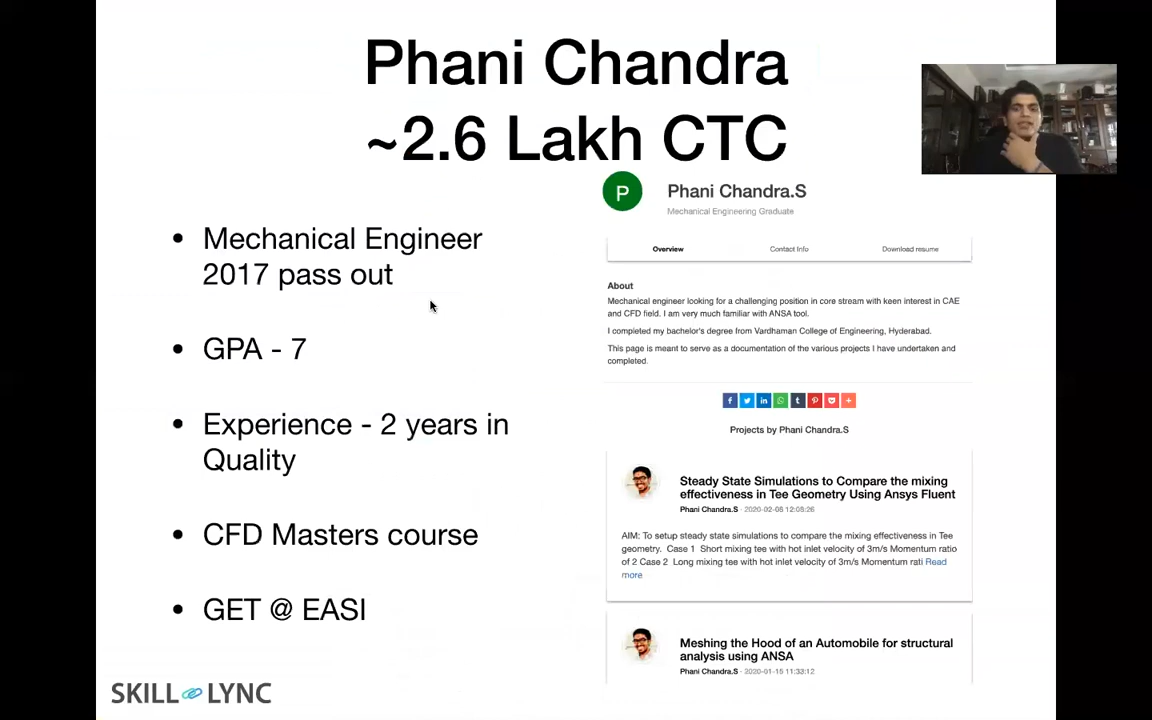 Phani Chandra
~2.6 Lakh CTC
• Mechanical Engineer
2017 pass out
• GPA - 7
• Experience - 2 years in
Quality
• CFD Masters course
• GET @ EASI
SKILL LYNC
P
Phani Chandra.S
Mechanical Engineering Graduate
Overview Contact Info Download resume
About
Mechanical engineer looking for a challenging position in core stream with keen interest in CAE
and CFD field. I am very much familiar with ANSA tool.
I completed my bachelor's degree from Vardhaman College of Engineering, Hyderabad.
This page is meant to serve as a documentation of the various projects I have undertaken and
completed.
Projects by Phani Chandra.S
Steady State Simulations to Compare the mixing
effectiveness in Tee Geometry Using Ansys Fluent
Phani Chandra.S · 2020-02-08 12:08:26
AIM: To setup steady state simulations to compare the mixing effectiveness in Tee
geometry. Case 1 Short mixing tee with hot inlet velocity of 3m/s Momentum ratio
of 2 Case 2 Long mixing tee with hot inlet velocity of 3m/s Momentum rati Read
more
Meshing the Hood of an Automobile for structural
analysis using ANSA
Phani Chandra.S · 2020-01-15 11:33:12